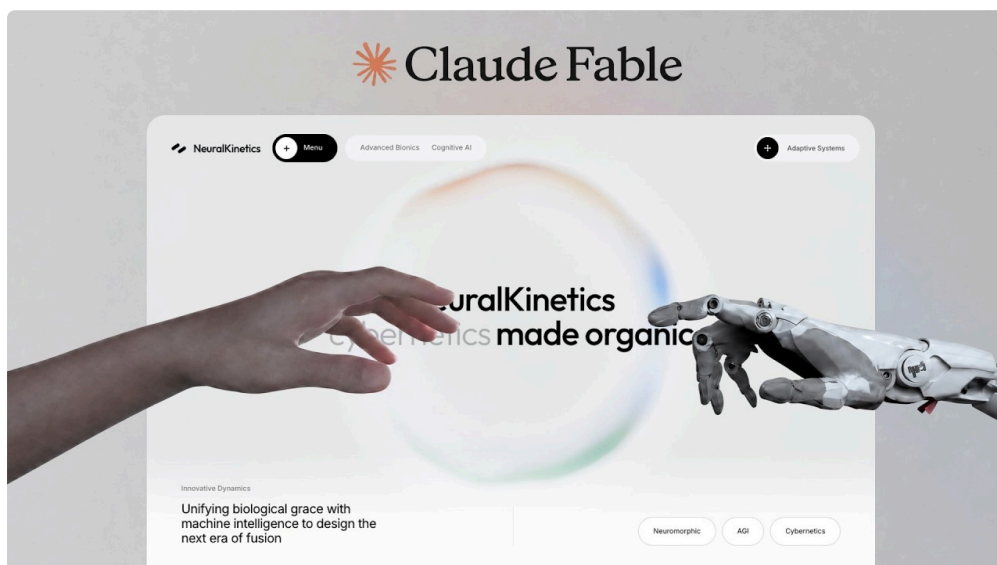 Claude Fable
NeuralKinetics
Menu
Advanced Bionics
Cognitive AI
Adaptive Systems
uralKinetics
cybernetics made organic
Innovative Dynamics
Unifying biological grace with
machine intelligence to design the
next era of fusion
Neuromorphic
AGI
Cybernetics